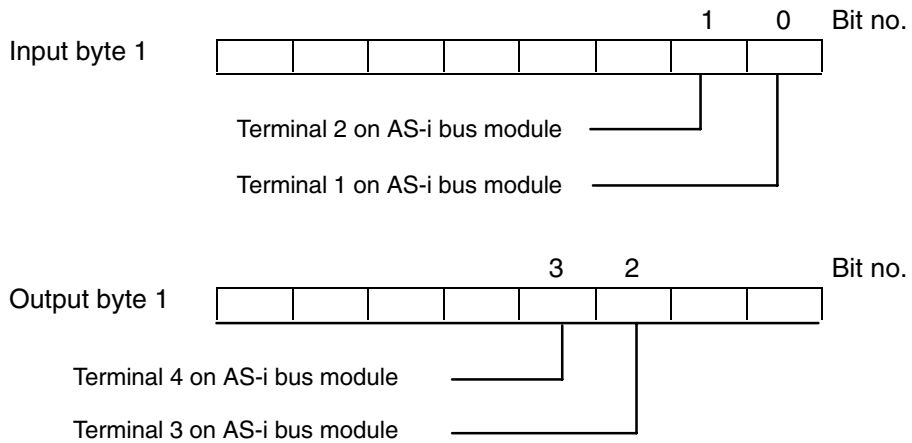 1 0 Bit no.
Input byte 1
Terminal 2 on AS-i bus module
Terminal 1 on AS-i bus module
3 2 Bit no.
Output byte 1
Terminal 4 on AS-i bus module
Terminal 3 on AS-i bus module